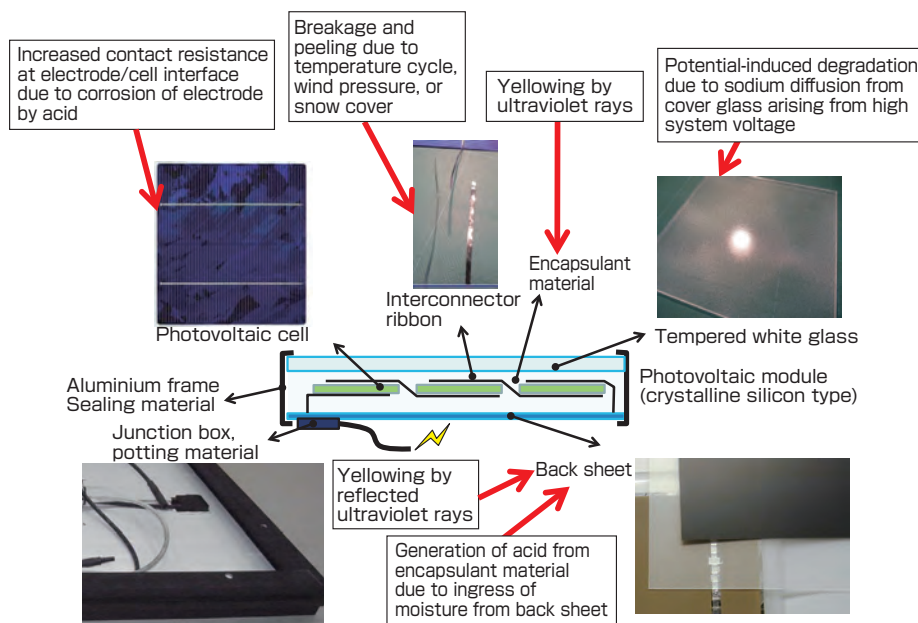 Increased contact resistance
at electrode/cell interface
due to corrosion of electrode
by acid
Breakage and
peeling due to
temperature cycle,
wind pressure, or
snow cover
Yellowing by
ultraviolet rays
Potential-induced degradation
due to sodium diffusion from
cover glass arising from high
system voltage
Photovoltaic cell
Interconnector
ribbon
Encapsulant
material
Tempered white glass
Aluminium frame
Sealing material
Photovoltaic module
(crystalline silicon type)
Junction box,
potting material
Yellowing by
reflected
ultraviolet rays
Back sheet
Generation of acid from
encapsulant material
due to ingress of
moisture from back sheet